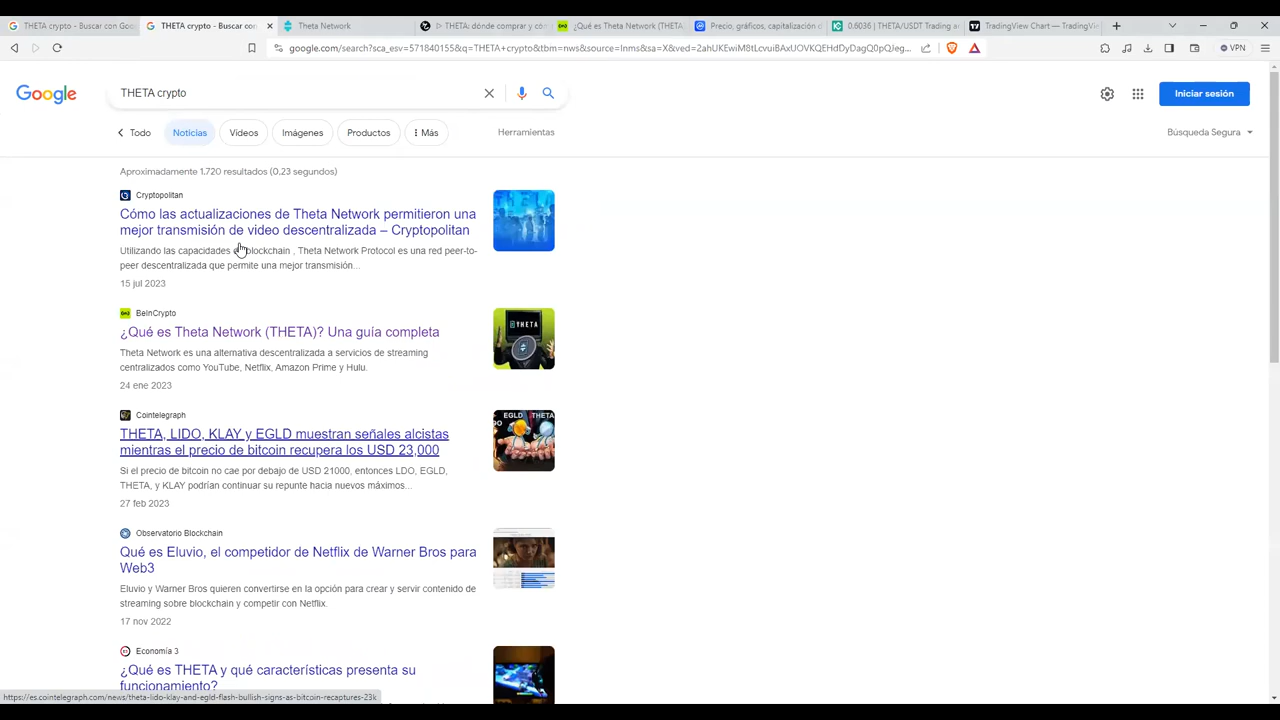 THETA crypto - Buscar con Goo
THETA crypto - Buscar con
Theta Network
▷ THETA: dónde comprar y có
¿Qué es Theta Network (THETA
Precio, gráficos, capitalización d
0.6036 | THETA/USDT Trading a
TradingView Chart — TradingVie
google.com/search?sca_esv=571840155&q=THETA+crypto&tbm=nws&source=lnms&sa=X&ved=2ahUKEwiM8tLcvuiBAxUOVKQEHdDyDagQ0pQJeg...
VPN
Google
THETA crypto
Iniciar sesión
Todo
Noticias
Vídeos
Imágenes
Productos
Más
Herramientas
Búsqueda Segura
Aproximadamente 1.720 resultados (0,23 segundos)
Cryptopolitan
Cómo las actualizaciones de Theta Network permitieron una
mejor transmisión de video descentralizada – Cryptopolitan
Utilizando las capacidades blockchain , Theta Network Protocol es una red peer-to-
peer descentralizada que permite una mejor transmisión...
15 jul 2023
BeInCrypto
¿Qué es Theta Network (THETA)? Una guía completa
Theta Network es una alternativa descentralizada a servicios de streaming
centralizados como YouTube, Netflix, Amazon Prime y Hulu.
24 ene 2023
THETA
Cointelegraph
THETA, LIDO, KLAY y EGLD muestran señales alcistas
mientras el precio de bitcoin recupera los USD 23,000
Si el precio de bitcoin no cae por debajo de USD 21000, entonces LDO, EGLD,
THETA, y KLAY podrían continuar su repunte hacia nuevos máximos...
27 feb 2023
EGLD THETA
Observatorio Blockchain
Qué es Eluvio, el competidor de Netflix de Warner Bros para
Web3
Eluvio y Warner Bros quieren convertirse en la opción para crear y servir contenido de
streaming sobre blockchain y competir con Netflix.
17 nov 2022
Economía 3
¿Qué es THETA y qué características presenta su
funcionamiento?
https://es.cointelegraph.com/news/theta-lido-klay-and-egld-flash-bullish-signs-as-bitcoin-recaptures-23k